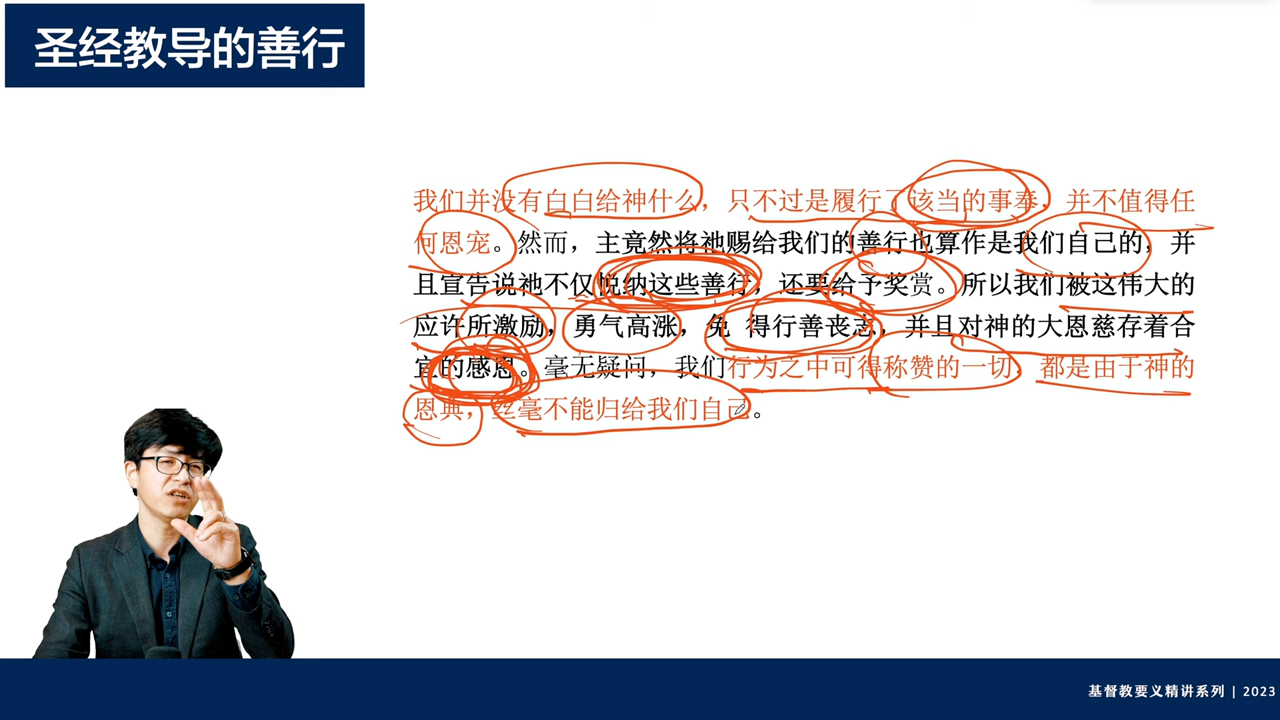 圣经教导的善行
我们并没有白白给神什么，只不过是履行了该当的事奉，并不值得任
何恩宠。然而，主竟然将祂赐给我们的善行也算作是我们自己的，并
且宣告说祂不仅悦纳这些善行，还要给予奖赏。所以我们被这伟大的
应许所激励，勇气高涨，免 得行善丧志，并且对神的大恩慈存着合
宜的感恩。毫无疑问，我们行为之中可得称赞的一切，都是由于神的
恩典，丝毫不能归给我们自己。
基督教要义精讲系列 | 2023